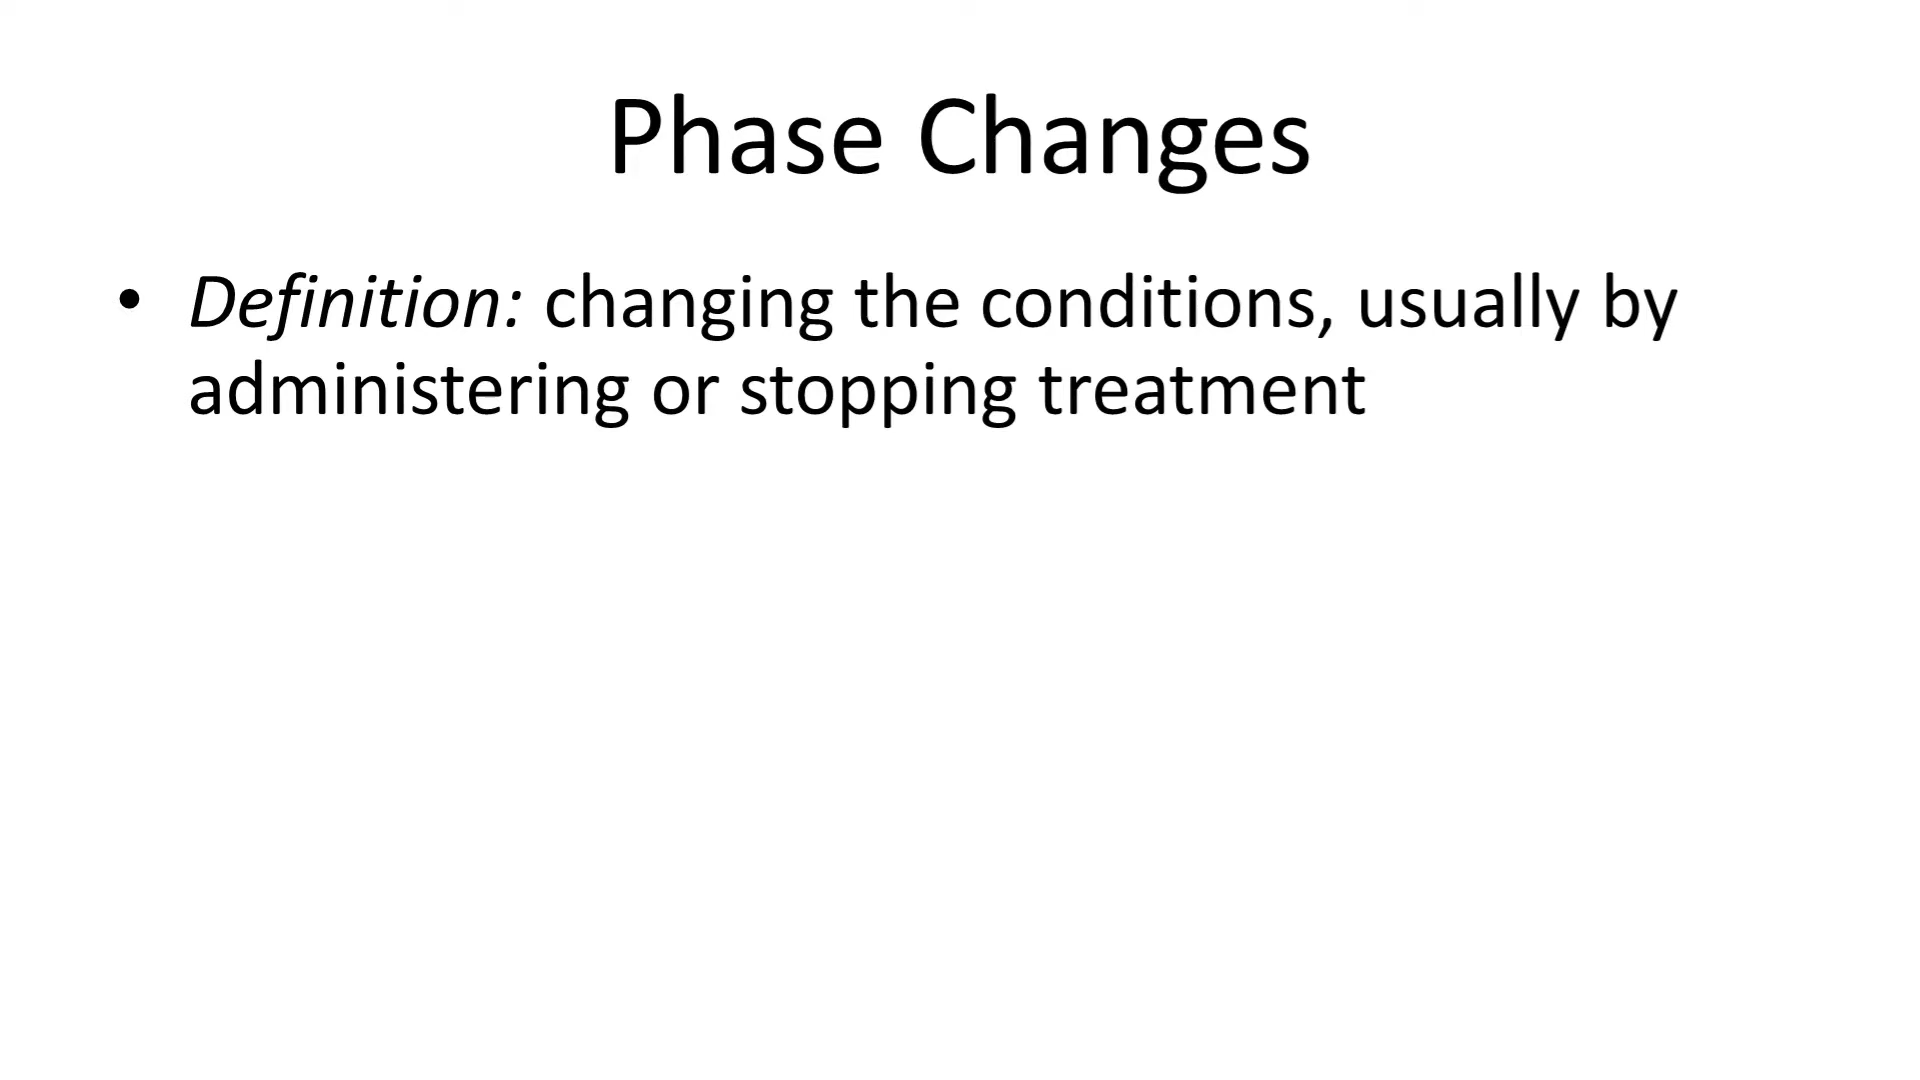 Phase Changes
• Definition: changing the conditions, usually by
administering or stopping treatment